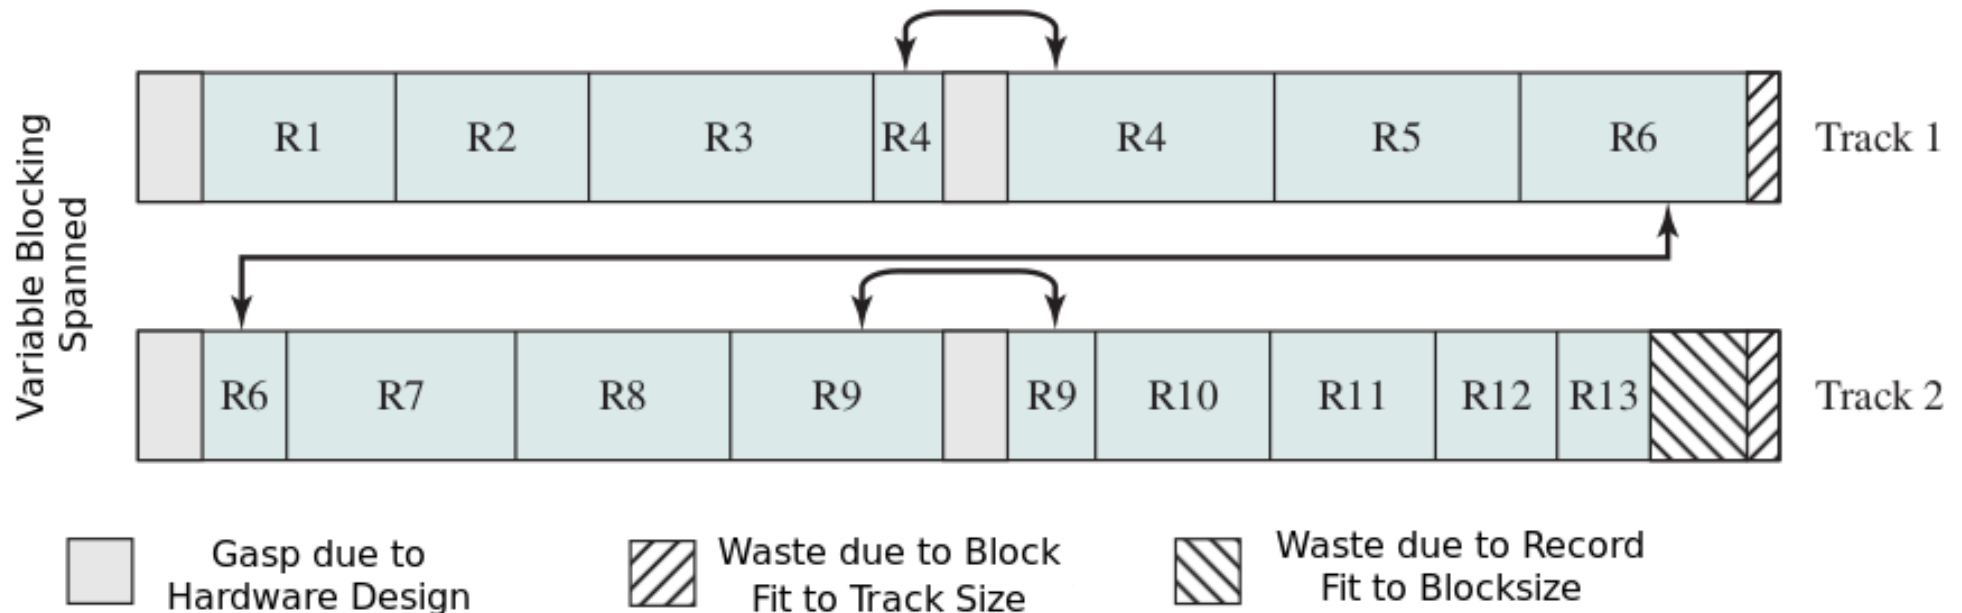 Variable Blocking
Spanned
R1 R2 R3 R4 R4 R5 R6 Track 1
R6 R7 R8 R9 R9 R10 R11 R12 R13 Track 2
Gasp due to
Hardware Design
Waste due to Block
Fit to Track Size
Waste due to Record
Fit to Blocksize